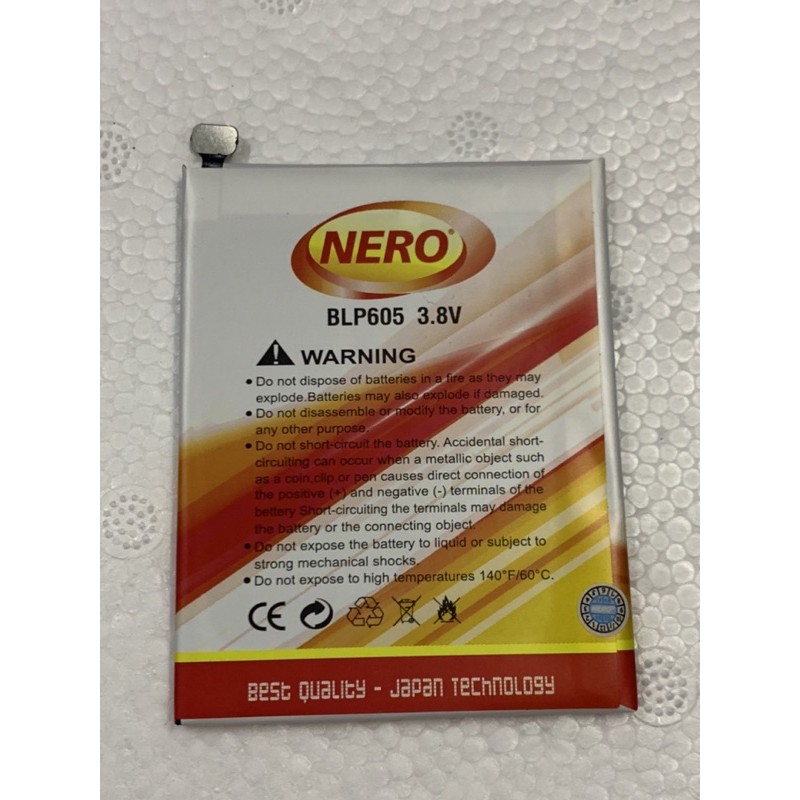 NERO®
BLP605 3.8V
WARNING
• Do not dispose of batteries in a fire as they may
explode.Batteries may also explode if damaged.
• Do not disassemble or modify the battery, or for
any other purpose.
• Do not short-circuit the battery. Accidental short-
circuiting can occur when a metallic object such
as a coin,clip,or pen causes direct connection of
the positive (+) and negative (-) terminals of the
bettery Short-circuiting the terminals may damage
the battery or the connecting object.
• Do not expose the battery to liquid or subject to
strong mechanical shocks.
• Do not expose to high temperatures 140°F/60°C.
CE
Best Quality - Japan Technology